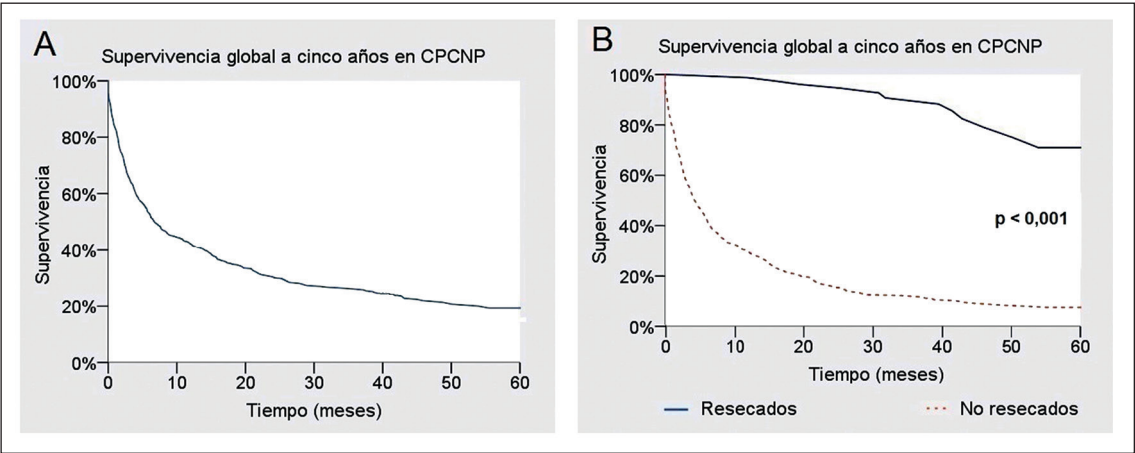 A
Supervivencia global a cinco años en CPCNP
100%
80%
60%
40%
20%
0%
Supervivencia
0 10 20 30 40 50 60
Tiempo (meses)
B
Supervivencia global a cinco años en CPCNP
100%
80%
60%
40%
20%
0%
Supervivencia
p < 0,001
0 10 20 30 40 50 60
Tiempo (meses)
Resecados No resecados